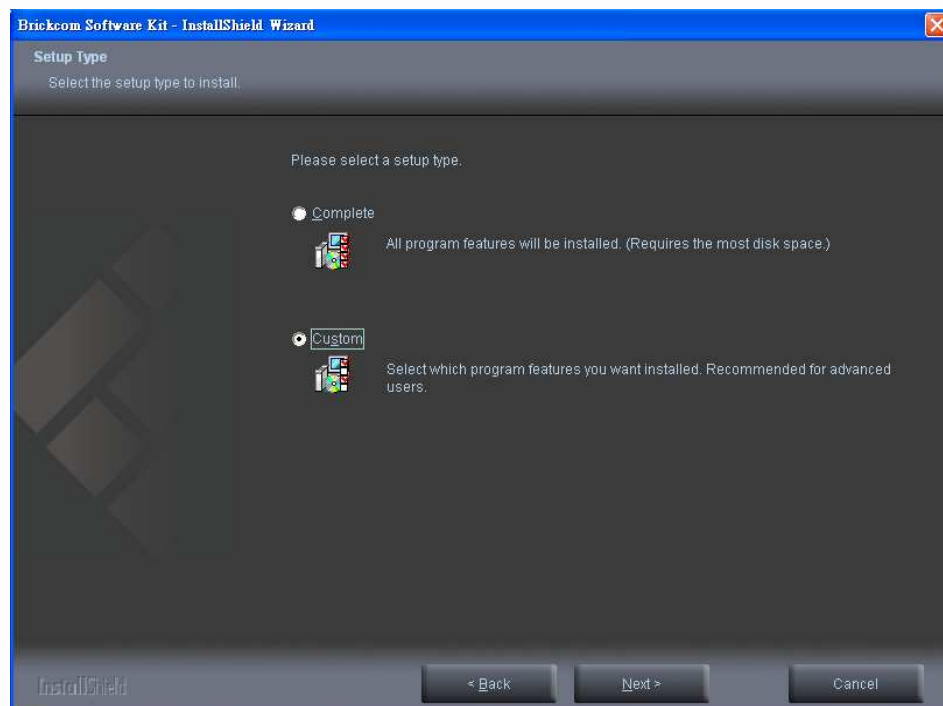 Brickcom Software Kit - InstallShield Wizard
Setup Type
Select the setup type to install.
Please select a setup type.
Complete
All program features will be installed. (Requires the most disk space.)
Custom
Select which program features you want installed. Recommended for advanced
users.
InstallShield
< Back
Next >
Cancel